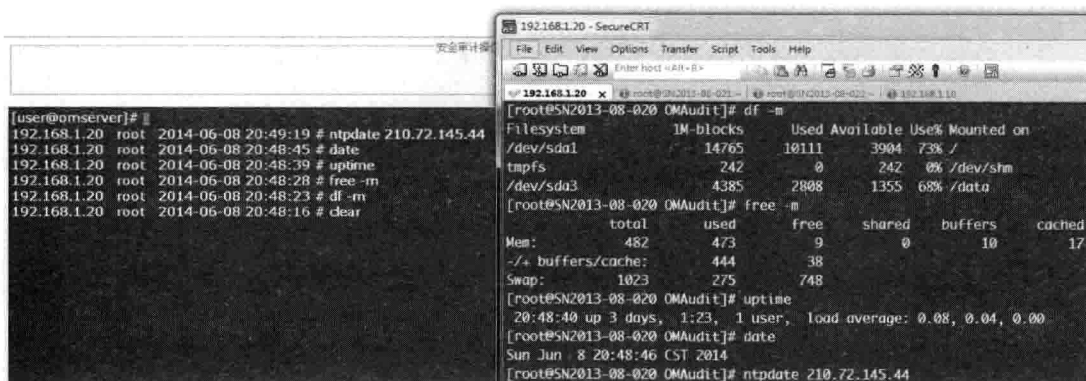 安全审计操
[user@omserver]#
192.168.1.20 root 2014-06-08 20:49:19 # ntpdate 210.72.145.44
192.168.1.20 root 2014-06-08 20:48:45 # date
192.168.1.20 root 2014-06-08 20:48:39 # uptime
192.168.1.20 root 2014-06-08 20:48:28 # free -m
192.168.1.20 root 2014-06-08 20:48:23 # df -m
192.168.1.20 root 2014-06-08 20:48:16 # clear
192.168.1.20 - SecureCRT
File Edit View Options Transfer Script Tools Help
Enter host <Alt+R>
192.168.1.20 x root@SN2013-08-021 root@SN2013-08-022 192.168.1.10
[root@SN2013-08-020 OMAudit]# df -m
Filesystem 1M-blocks Used Available Use% Mounted on
/dev/sda1 14765 10111 3904 73% /
tmpfs 242 0 242 0% /dev/shm
/dev/sda3 4385 2808 1355 68% /data
[root@SN2013-08-020 OMAudit]# free -m
total used free shared buffers cached
Mem: 482 473 9 0 10 17
-/+ buffers/cache: 444 38
Swap: 1023 275 748
[root@SN2013-08-020 OMAudit]# uptime
20:48:40 up 3 days, 1:23, 1 user, load average: 0.08, 0.04, 0.00
[root@SN2013-08-020 OMAudit]# date
Sun Jun 8 20:48:46 CST 2014
[root@SN2013-08-020 OMAudit]# ntpdate 210.72.145.44